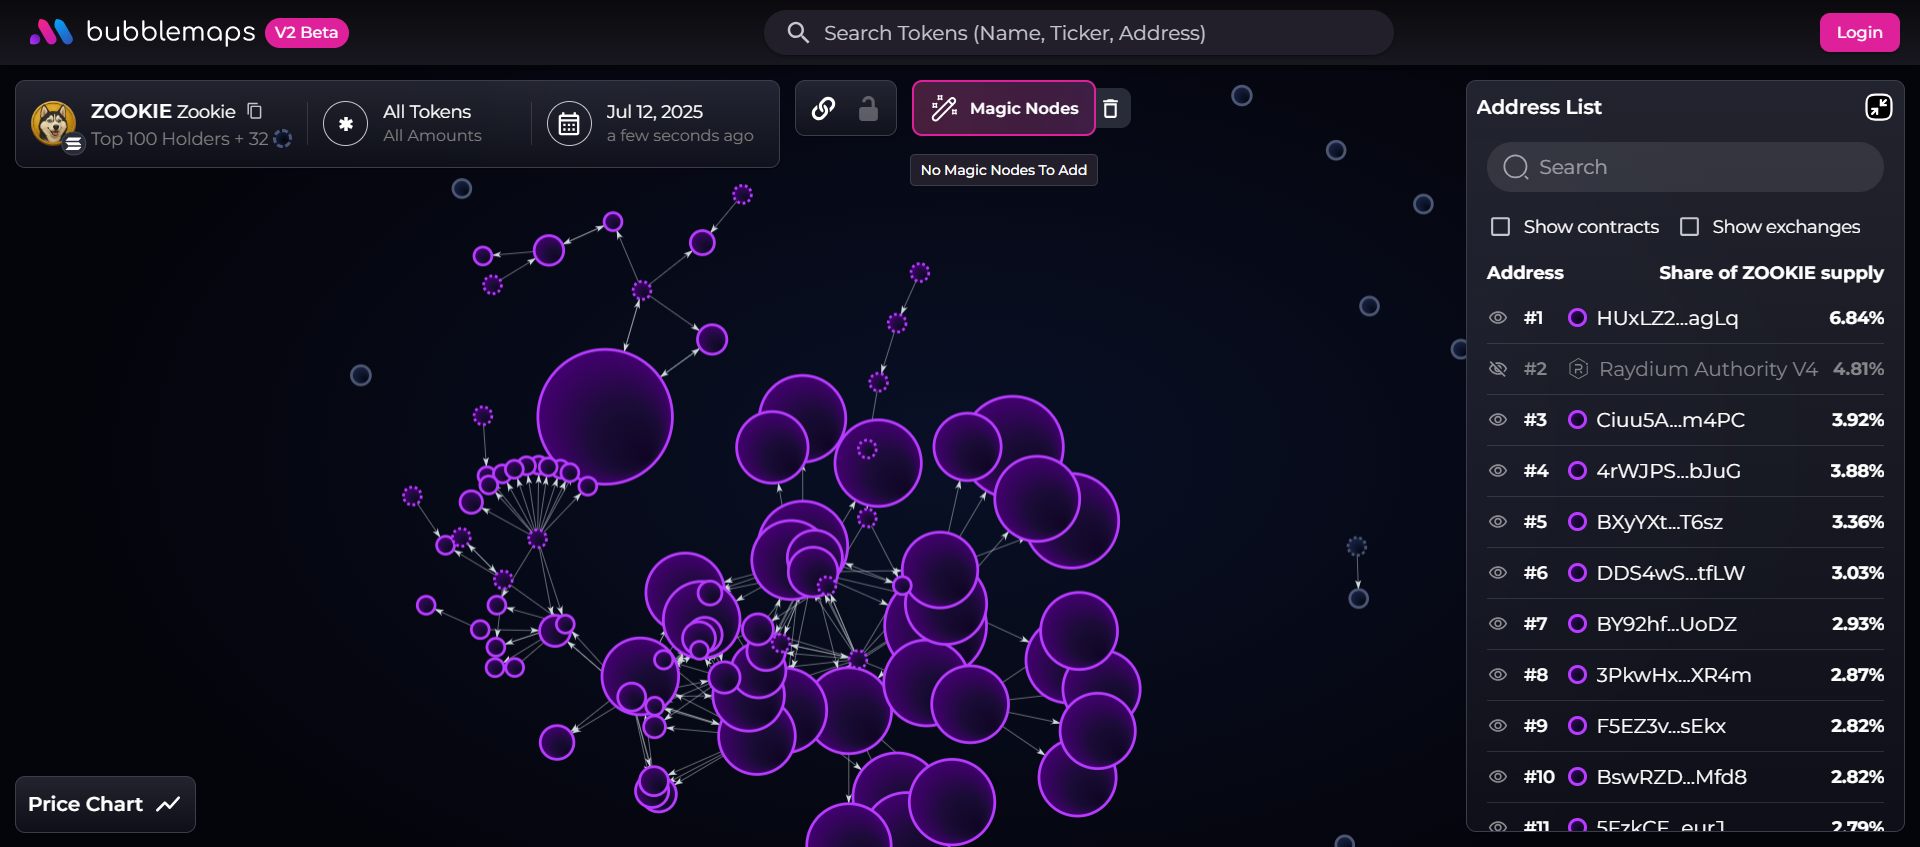 bubblemaps V2 Beta
Search Tokens (Name, Ticker, Address)
Login
ZOOKIE Zookie
Top 100 Holders + 32
All Tokens
All Amounts
Jul 12, 2025
a few seconds ago
Magic Nodes
No Magic Nodes To Add
Address List
Search
Show contracts Show exchanges
Address Share of ZOOKIE supply
#1 HUxLZ2...agLq 6.84%
#2 Raydium Authority V4 4.81%
#3 Ciuu5A...m4PC 3.92%
#4 4rWJPS...bJuG 3.88%
#5 BXyYXt...T6sz 3.36%
#6 DDS4wS...tfLW 3.03%
#7 BY92hf...UoDZ 2.93%
#8 3PkwHx...XR4m 2.87%
#9 F5EZ3v...sEkx 2.82%
#10 BswRZD...Mfd8 2.82%
#11 2.79%
Price Chart